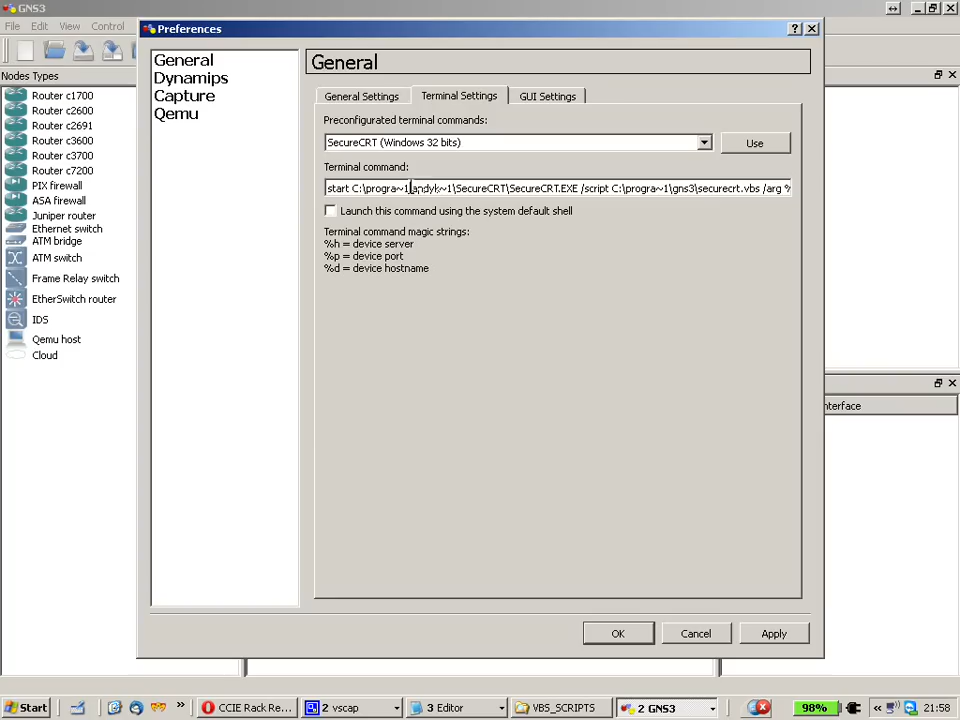 GNS3
File Edit View Control
Preferences
Nodes Types
Router c1700
Router c2600
Router c2691
Router c3600
Router c3700
Router c7200
PIX firewall
ASA firewall
Juniper router
Ethernet switch
ATM bridge
ATM switch
Frame Relay switch
EtherSwitch router
IDS
Qemu host
Cloud
General
Dynamips
Capture
Qemu
General
General Settings Terminal Settings GUI Settings
Preconfigurated terminal commands:
SecureCRT (Windows 32 bits) Use
Terminal command:
start C:\progra~1\andyk~1\SecureCRT\SecureCRT.EXE /script C:\progra~1\gns3\securecrt.vbs /arg
Launch this command using the system default shell
Terminal command magic strings:
%h = device server
%p = device port
%d = device hostname
OK Cancel Apply
Start CCIE Rack Re... 2 vscap 3 Editor VBS_SCRIPTS 2 GNS3 98% 21:58